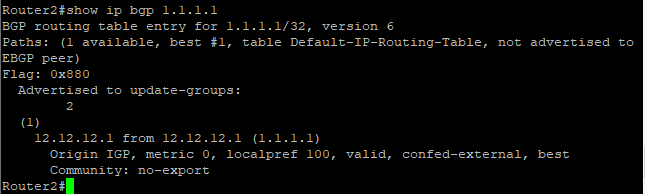 Router2#show ip bgp 1.1.1.1
BGP routing table entry for 1.1.1.1/32, version 6
Paths: (1 available, best #1, table Default-IP-Routing-Table, not advertised to
EBGP peer)
Flag: 0x880
  Advertised to update-groups:
        2
  (1)
    12.12.12.1 from 12.12.12.1 (1.1.1.1)
      Origin IGP, metric 0, localpref 100, valid, confed-external, best
      Community: no-export
Router2#